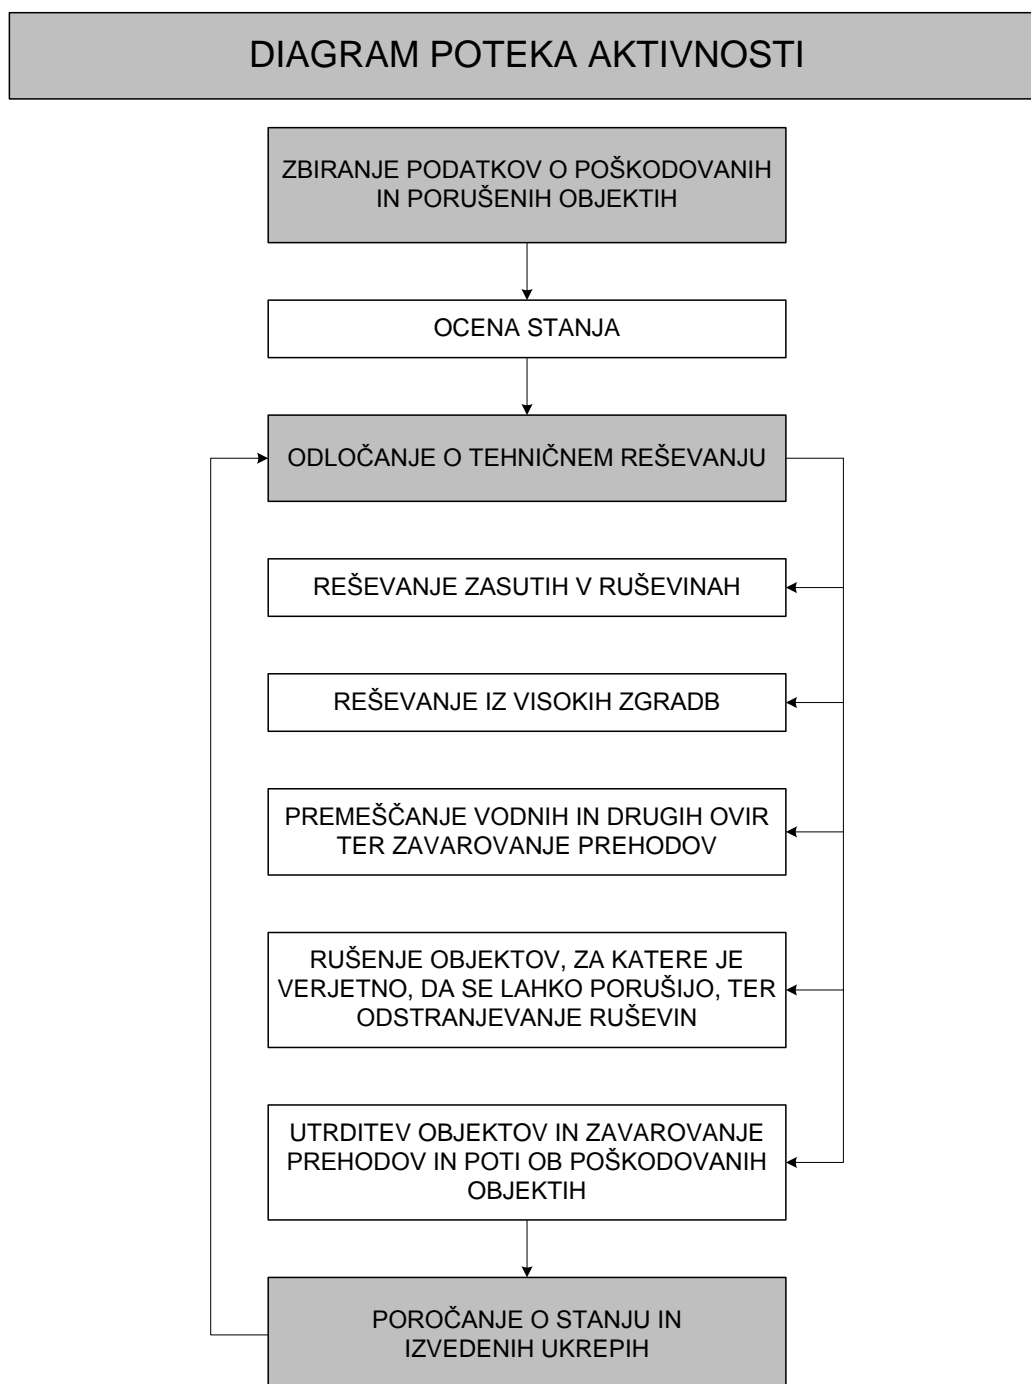 DIAGRAM POTEKA AKTIVNOSTI
ZBIRANJE PODATKOV O POŠKODOVANIH
IN PORUŠENIH OBJEKTIH
OCENA STANJA
ODLOČANJE O TEHNIČNEM REŠEVANJU
REŠEVANJE ZASUTIH V RUŠEVINAH
REŠEVANJE IZ VISOKIH ZGRADB
PREMEŠČANJE VODNIH IN DRUGIH OVIR
TER ZAVAROVANJE PREHODOV
RUŠENJE OBJEKTOV, ZA KATERE JE
VERJETNO, DA SE LAHKO PORUŠIJO, TER
ODSTRANJEVANJE RUŠEVIN
UTRDITEV OBJEKTOV IN ZAVAROVANJE
PREHODOV IN POTI OB POŠKODOVANIH
OBJEKTIH
POROČANJE O STANJU IN
IZVEDENIH UKREPIH